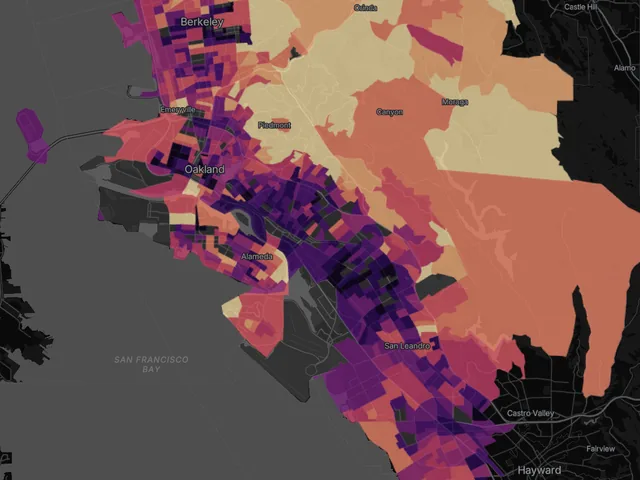 Orinda
Castle Hill
Berkeley
Alamo
Moraga
Emeryville
Canyon
Piedmont
Oakland
Alameda
San Leandro
SAN FRANCISCO
BAY
Castro Valley
Fairview
Hayward